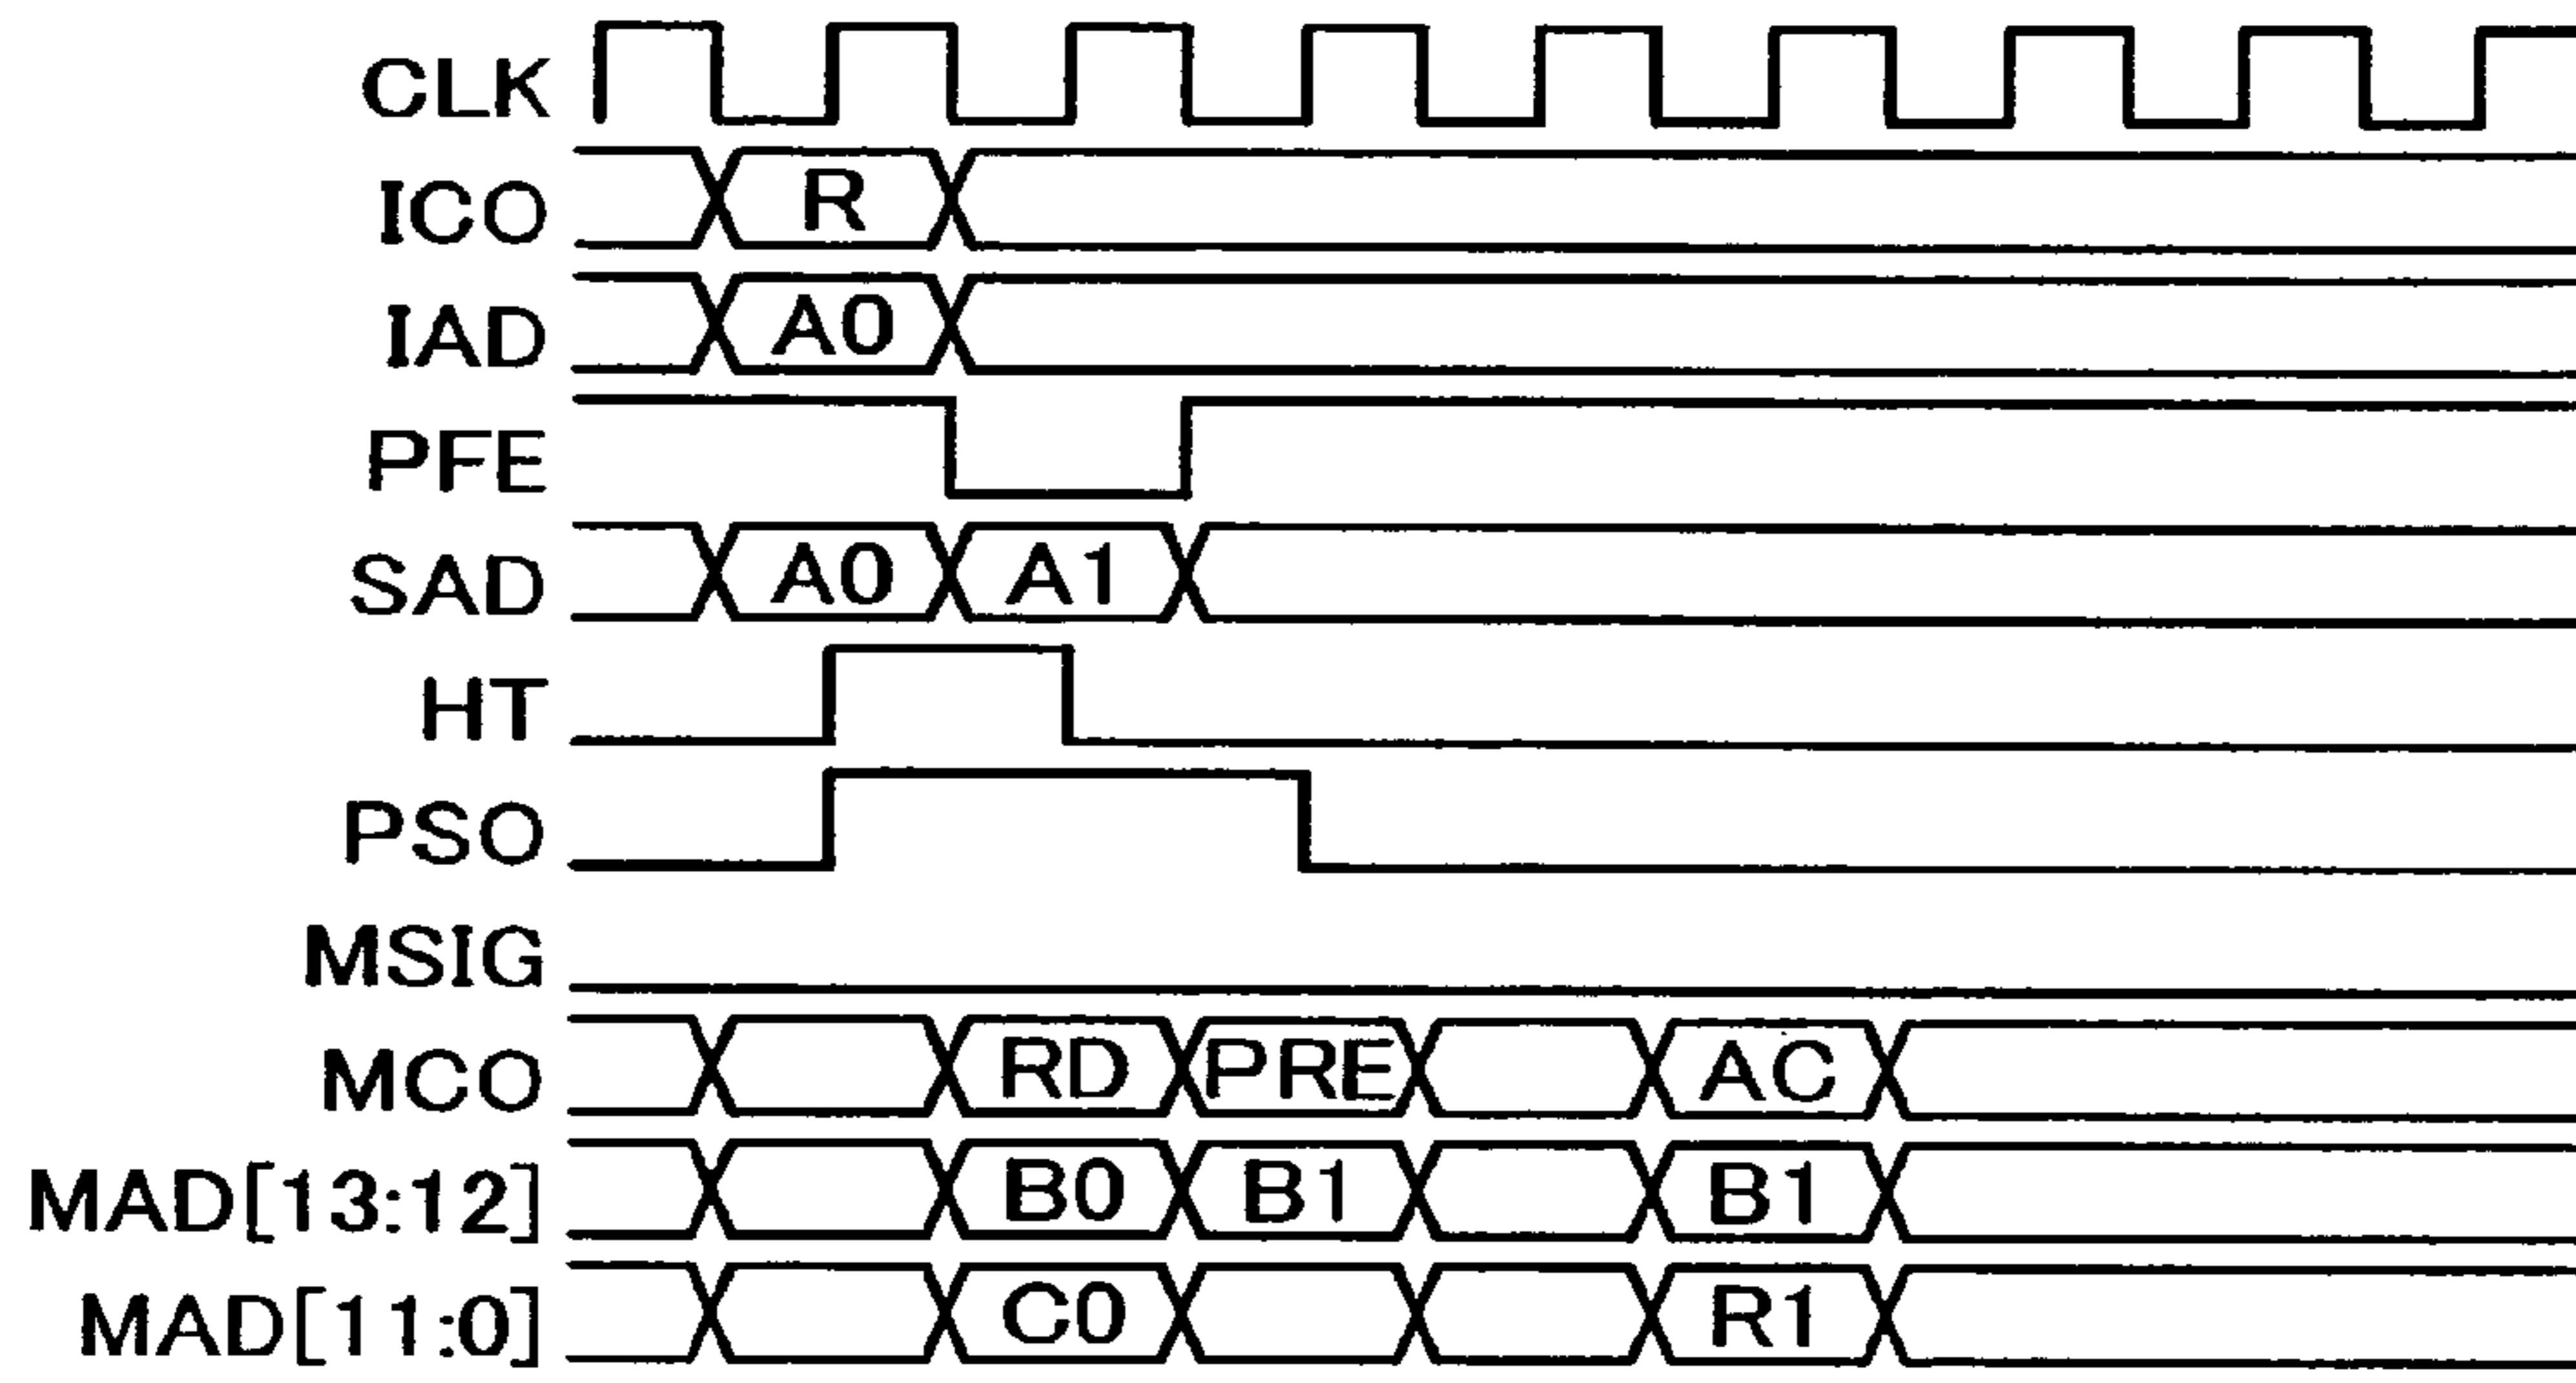 CLK
ICO R
IAD A0
PFE
SAD A0 A1
HT
PSO
MSIG
MCO RD PRE AC
MAD[13:12] B0 B1 B1
MAD[11:0] C0 R1